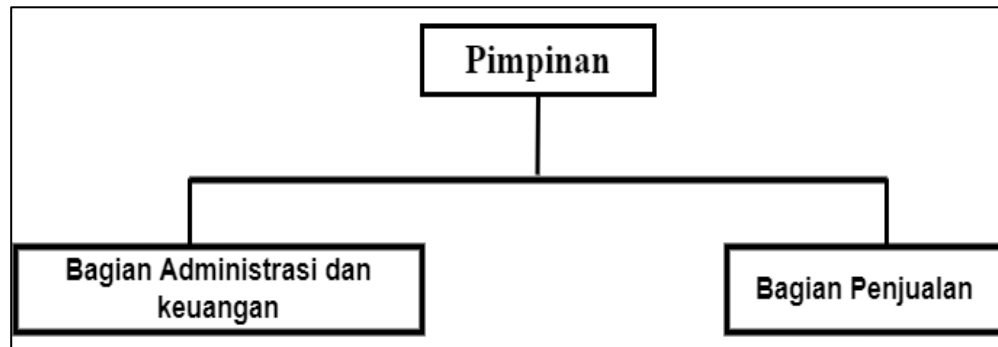 Pimpinan
Bagian Administrasi dan
keuangan
Bagian Penjualan